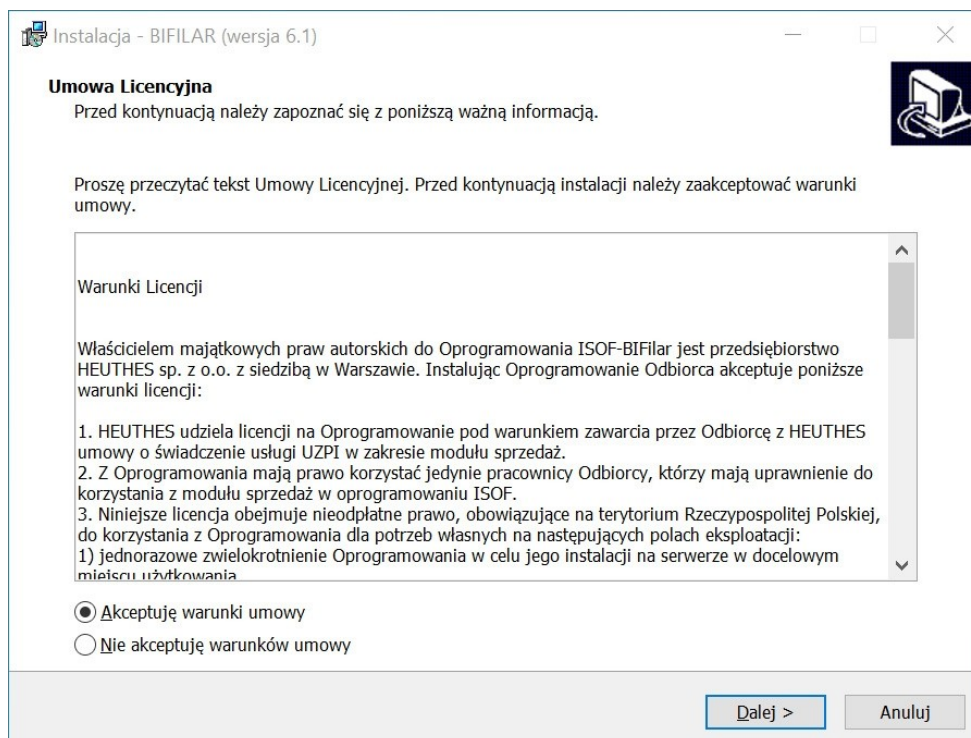 Instalacja - BIFILAR (wersja 6.1)
Umowa Licencyjna
Przed kontynuacją należy zapoznać się z poniższą ważną informacją.
Proszę przeczytać tekst Umowy Licencyjnej. Przed kontynuacją instalacji należy zaakceptować warunki
umowy.
Warunki Licencji
Właścicielem majątkowych praw autorskich do Oprogramowania ISOF-BIFilar jest przedsiębiorstwo
HEUTHES sp. z o.o. z siedzibą w Warszawie. Instalując Oprogramowanie Odbiorca akceptuje poniższe
warunki licencji:
1. HEUTHES udziela licencji na Oprogramowanie pod warunkiem zawarcia przez Odbiorcę z HEUTHES
umowy o świadczenie usługi UZPI w zakresie modułu sprzedaż.
2. Z Oprogramowania mają prawo korzystać jedynie pracownicy Odbiorcy, którzy mają uprawnienie do
korzystania z modułu sprzedaż w oprogramowaniu ISOF.
3. Niniejsze licencja obejmuje nieodpłatne prawo, obowiązujące na terytorium Rzeczypospolitej Polskiej,
do korzystania z Oprogramowania dla potrzeb własnych na następujących polach eksploatacji:
1) jednorazowe zwielokrotnienie Oprogramowania w celu jego instalacji na serwerze w docelowym
miejscu użytkowania
Akceptuję warunki umowy
Nie akceptuję warunków umowy
Dalej >
Anuluj